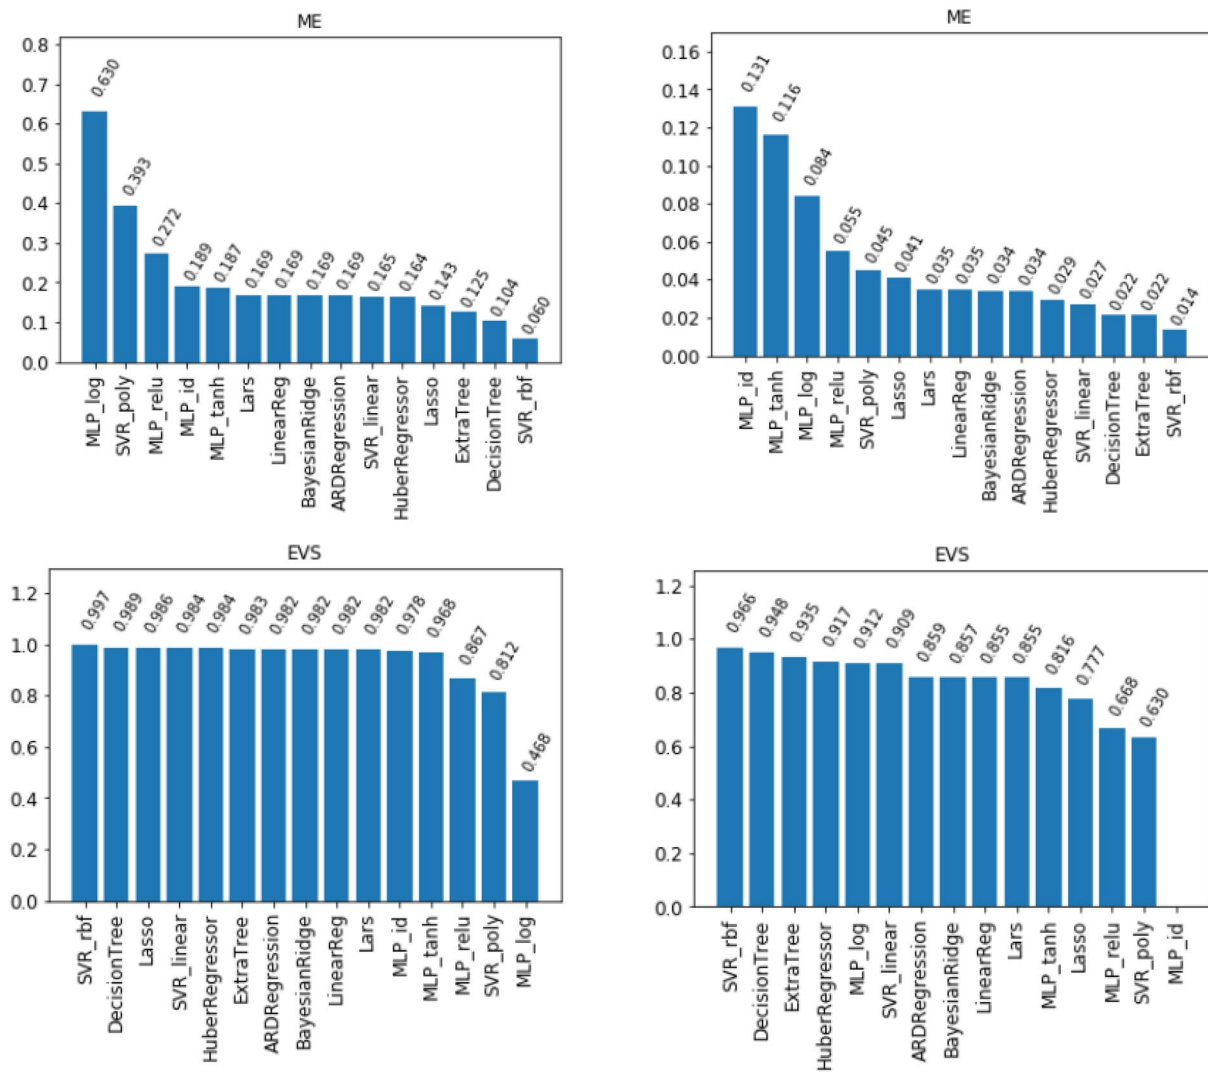 ME
0.8
0.7
0.6
0.5
0.4
0.3
0.2
0.1
0.0
0.630
0.393
0.272
0.189
0.187
0.169
0.169
0.169
0.169
0.165
0.164
0.143
0.125
0.104
0.060
MLP_log
SVR_poly
MLP_relu
MLP_id
MLP_tanh
Lars
LinearReg
BayesianRidge
ARDRegression
SVR_linear
HuberRegressor
Lasso
ExtraTree
DecisionTree
SVR_rbf
ME
0.16
0.14
0.12
0.10
0.08
0.06
0.04
0.02
0.00
0.131
0.116
0.084
0.055
0.045
0.041
0.035
0.035
0.034
0.034
0.029
0.027
0.022
0.022
0.014
MLP_id
MLP_tanh
MLP_log
MLP_relu
SVR_poly
Lasso
Lars
LinearReg
BayesianRidge
ARDRegression
HuberRegressor
SVR_linear
DecisionTree
ExtraTree
SVR_rbf
EVS
1.2
1.0
0.8
0.6
0.4
0.2
0.0
0.997
0.989
0.986
0.984
0.984
0.983
0.982
0.982
0.982
0.982
0.978
0.968
0.867
0.812
0.468
SVR_rbf
DecisionTree
Lasso
SVR_linear
HuberRegressor
ExtraTree
ARDRegression
BayesianRidge
LinearReg
Lars
MLP_id
MLP_tanh
MLP_relu
SVR_poly
MLP_log
EVS
1.2
1.0
0.8
0.6
0.4
0.2
0.0
0.966
0.948
0.935
0.917
0.912
0.909
0.859
0.857
0.855
0.855
0.816
0.777
0.668
0.630
SVR_rbf
DecisionTree
ExtraTree
HuberRegressor
MLP_log
SVR_linear
ARDRegression
BayesianRidge
LinearReg
Lars
MLP_tanh
Lasso
MLP_relu
SVR_poly
MLP_id